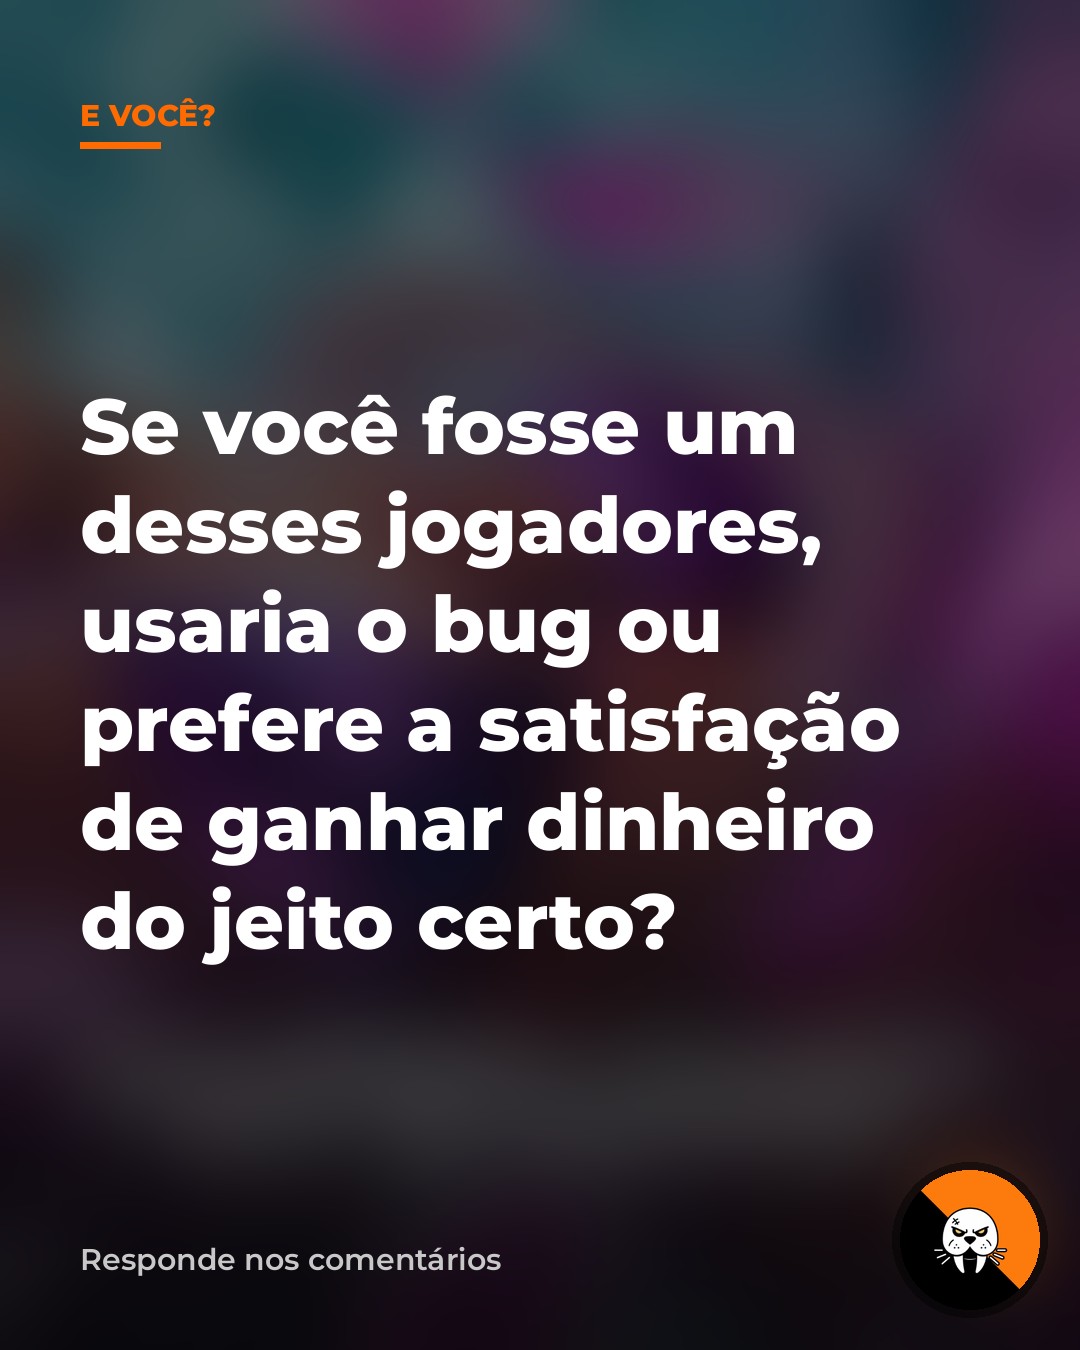 E VOCÊ?
Se você fosse um
desses jogadores,
usaria o bug ou
prefere a satisfação
de ganhar dinheiro
do jeito certo?
Responde nos comentários